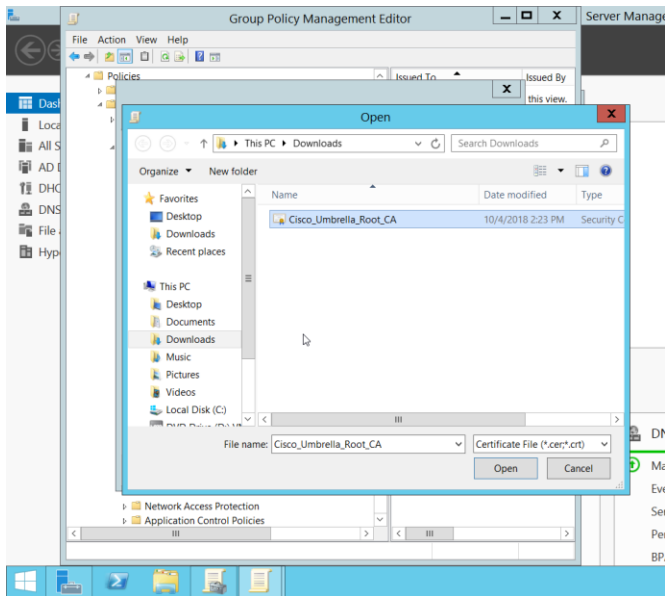 Group Policy Management Editor
Server Manage
File Action View Help
Policies
Issued To
Issued By
this view.
Dash
Loca
All S
AD D
DHC
DNS
File a
Hype
Open
This PC
Downloads
Search Downloads
Organize
New folder
Favorites
Desktop
Downloads
Recent places
This PC
Desktop
Documents
Downloads
Music
Pictures
Videos
Local Disk (C:)
Name
Date modified
Type
Cisco_Umbrella_Root_CA
10/4/2018 2:23 PM
Security C
File name:
Cisco_Umbrella_Root_CA
Certificate File (*.cer;*.crt)
Open
Cancel
Network Access Protection
Application Control Policies
DN
Ma
Eve
Ser
Per
BPA